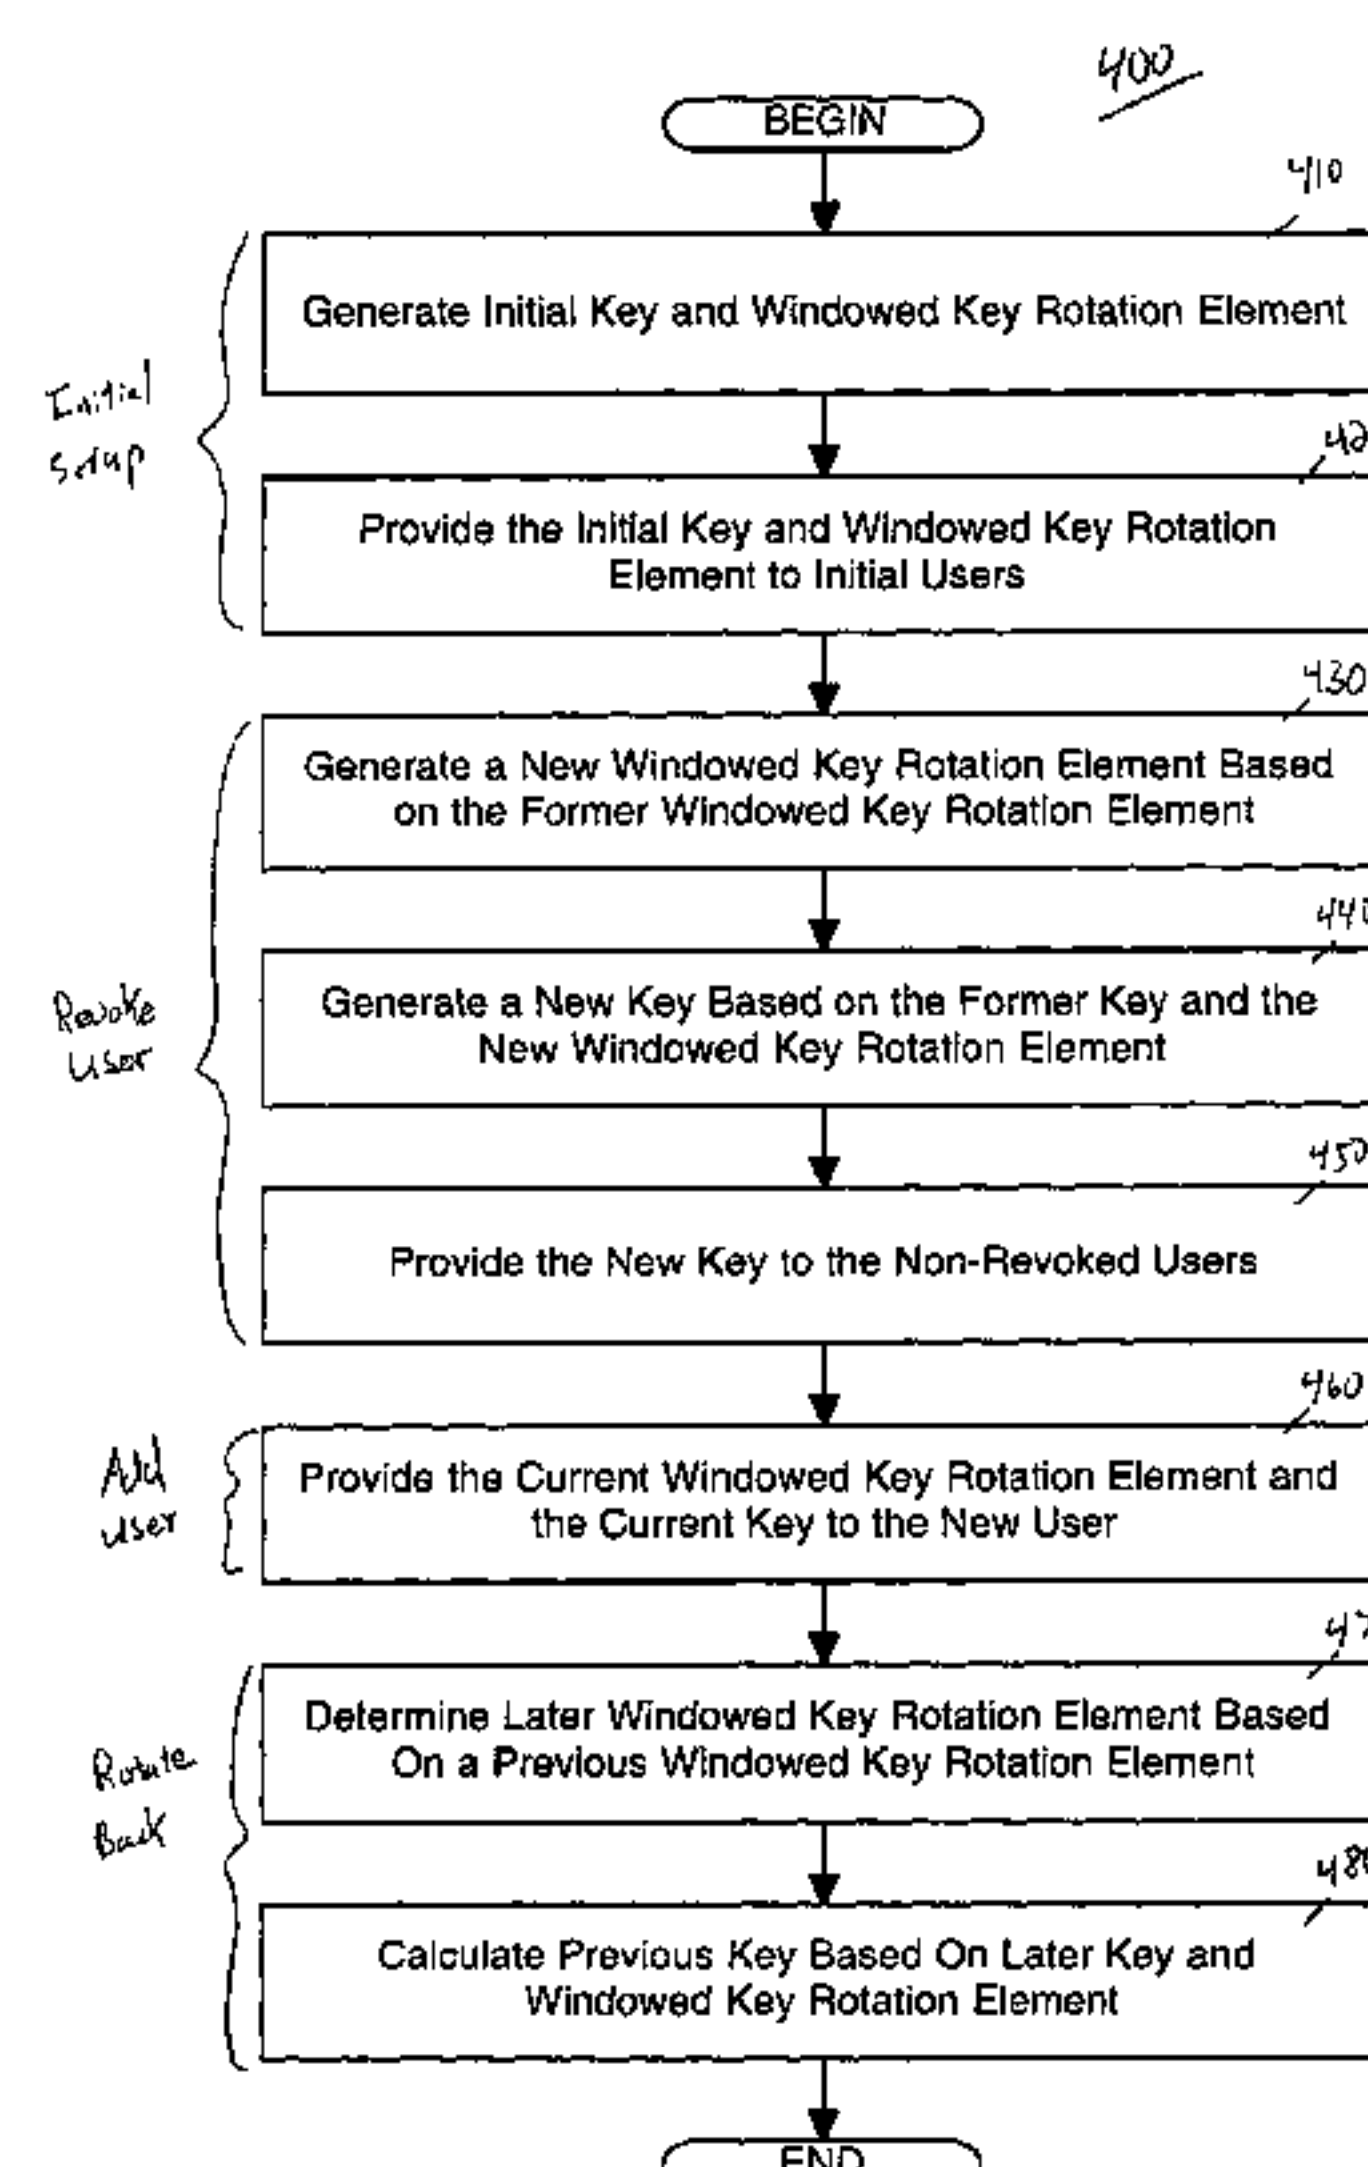 400
BEGIN
410
Generate Initial Key and Windowed Key Rotation Element
Initial
Setup
42
Provide the Initial Key and Windowed Key Rotation
Element to Initial Users
430
Generate a New Windowed Key Rotation Element Based
on the Former Windowed Key Rotation Element
440
Generate a New Key Based on the Former Key and the
New Windowed Key Rotation Element
Revoke
User
450
Provide the New Key to the Non-Revoked Users
460
Add
User
Provide the Current Windowed Key Rotation Element and
the Current Key to the New User
47
Determine Later Windowed Key Rotation Element Based
On a Previous Windowed Key Rotation Element
Rotate
Back
480
Calculate Previous Key Based On Later Key and
Windowed Key Rotation Element
END